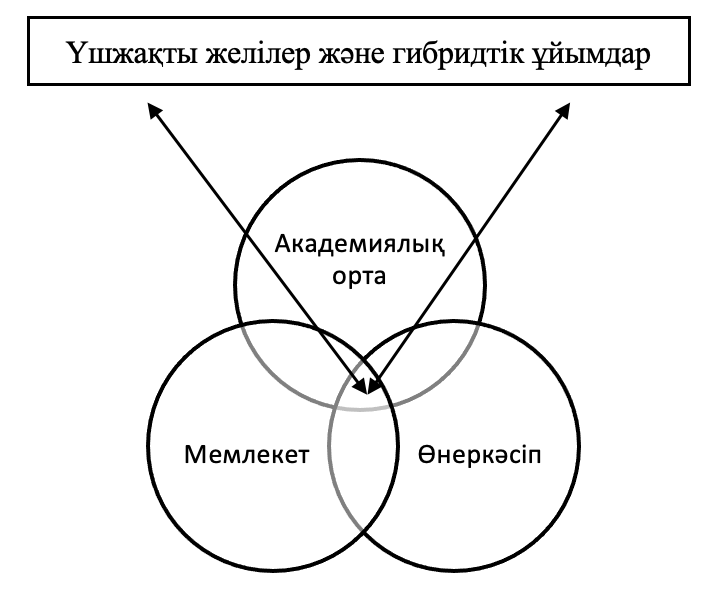 Үшжақты желілер және гибридтік ұйымдар
Академиялық
орта
Мемлекет
Өнеркәсіп